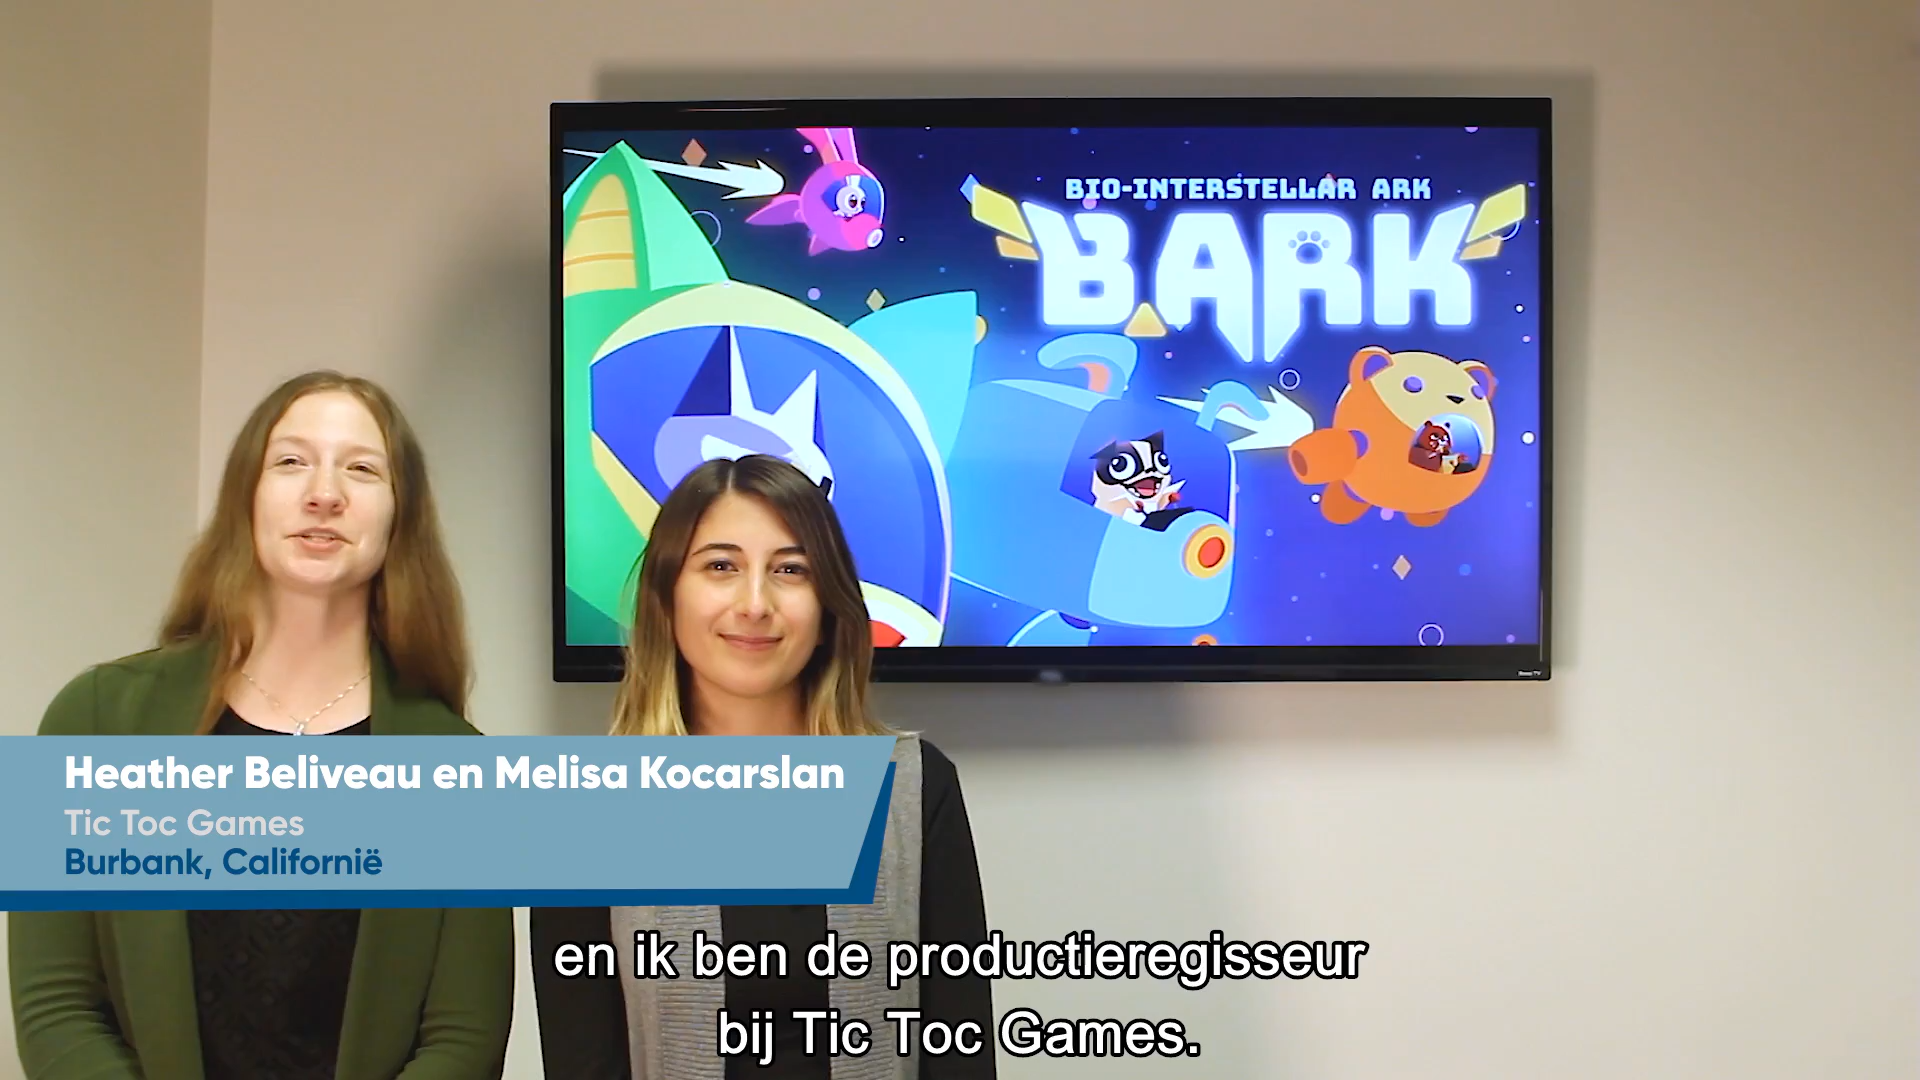 BIO-INTERSTELLAR ARK
BARK
Heather Beliveau en Melisa Kocarslan
Tic Toc Games
Burbank, Californië
en ik ben de productieregisseur
bij Tic Toc Games.